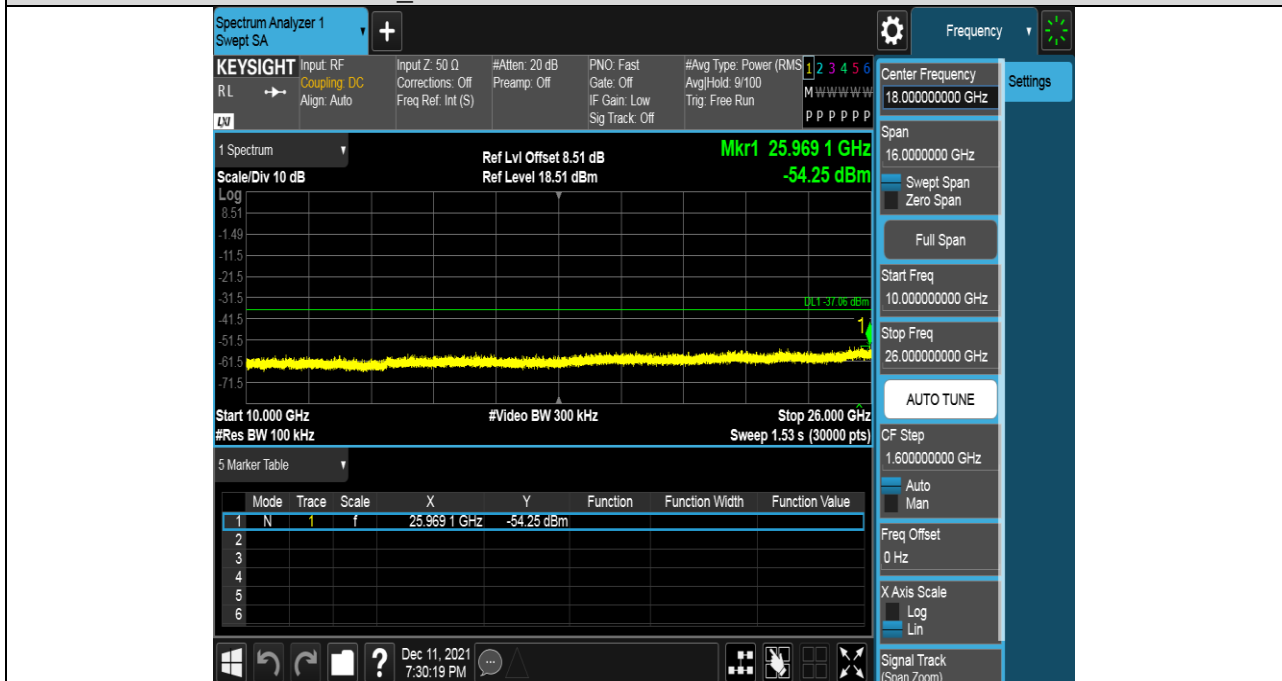 Spectrum Analyzer 1
Swept SA
+
Frequency
KEYSIGHT
RL
LXI
Input: RF
Coupling: DC
Align: Auto
Input Z: 50 Ω
Corrections: Off
Freq Ref: Int (S)
#Atten: 20 dB
Preamp: Off
PNO: Fast
Gate: Off
IF Gain: Low
Sig Track: Off
#Avg Type: Power (RMS
Avg|Hold: 9/100
Trig: Free Run
1 2 3 4 5 6
M W W W W W
P P P P P P
Center Frequency
18.000000000 GHz
Settings
Span
16.0000000 GHz
Swept Span
Zero Span
Full Span
Start Freq
10.000000000 GHz
Stop Freq
26.000000000 GHz
AUTO TUNE
CF Step
1.600000000 GHz
Auto
Man
Freq Offset
0 Hz
X Axis Scale
Log
Lin
Signal Track
(Span Zoom)
1 Spectrum
Scale/Div 10 dB
Ref Lvl Offset 8.51 dB
Ref Level 18.51 dBm
Mkr1 25.969 1 GHz
-54.25 dBm
Log
8.51
-1.49
-11.5
-21.5
-31.5
-41.5
-51.5
-61.5
-71.5
DL1 -37.06 dBm
1
Start 10.000 GHz #Video BW 300 kHz Stop 26.000 GHz
#Res BW 100 kHz Sweep 1.53 s (30000 pts)
5 Marker Table
Mode Trace Scale X Y Function Function Width Function Value
1 N 1 f 25.969 1 GHz -54.25 dBm
2
3
4
5
6
?
Dec 11, 2021
7:30:19 PM